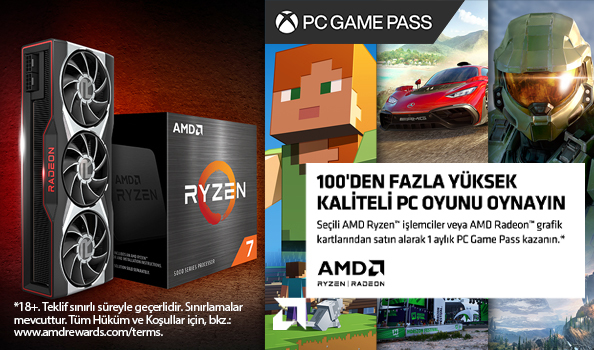 PC GAME PASS
RADEON
AMD
RYZEN
7
5000 SERIES PROCESSOR
AMD
RYZEN
100'DEN FAZLA YÜKSEK
KALİTELİ PC OYUNU OYNAYIN
Seçili AMD Ryzen™ işlemciler veya AMD Radeon™ grafik
kartlarından satın alarak 1 aylık PC Game Pass kazanın.*
AMD
RYZEN | RADEON
*18+. Teklif sınırlı süreyle geçerlidir. Sınırlamalar
mevcuttur. Tüm Hüküm ve Koşullar için, bkz.:
www.amdrewards.com/terms.